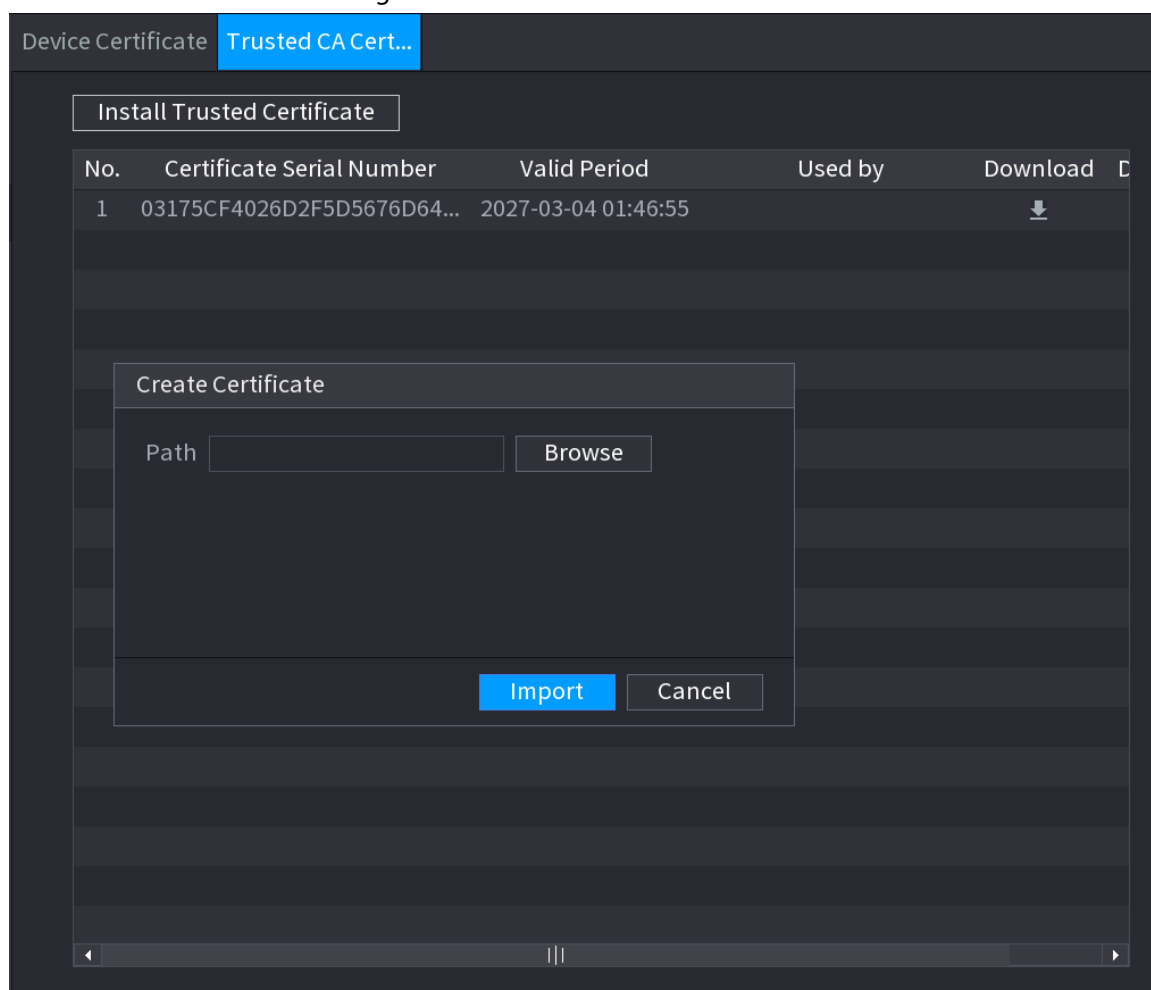 Device Certificate Trusted CA Cert...
Install Trusted Certificate
No. Certificate Serial Number Valid Period Used by Download D
1 03175CF4026D2F5D5676D64... 2027-03-04 01:46:55
Create Certificate
Path Browse
Import Cancel